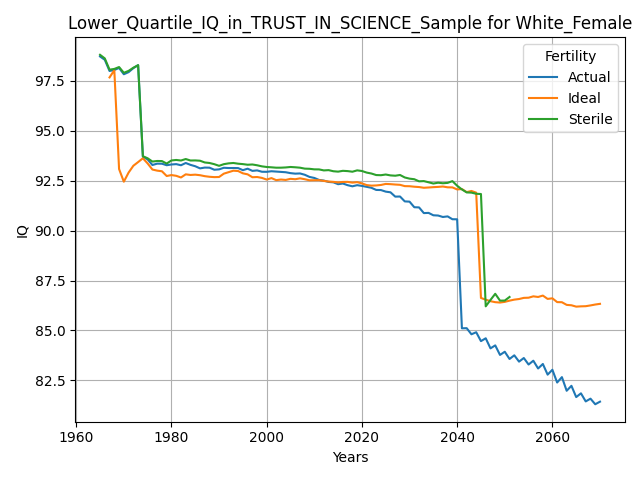 Lower_Quartile_IQ_in_TRUST_IN_SCIENCE_Sample for White_Female
Fertility
Actual
Ideal
Sterile
97.5
95.0
92.5
90.0
87.5
85.0
82.5
IQ
1960
1980
2000
2020
2040
2060
Years